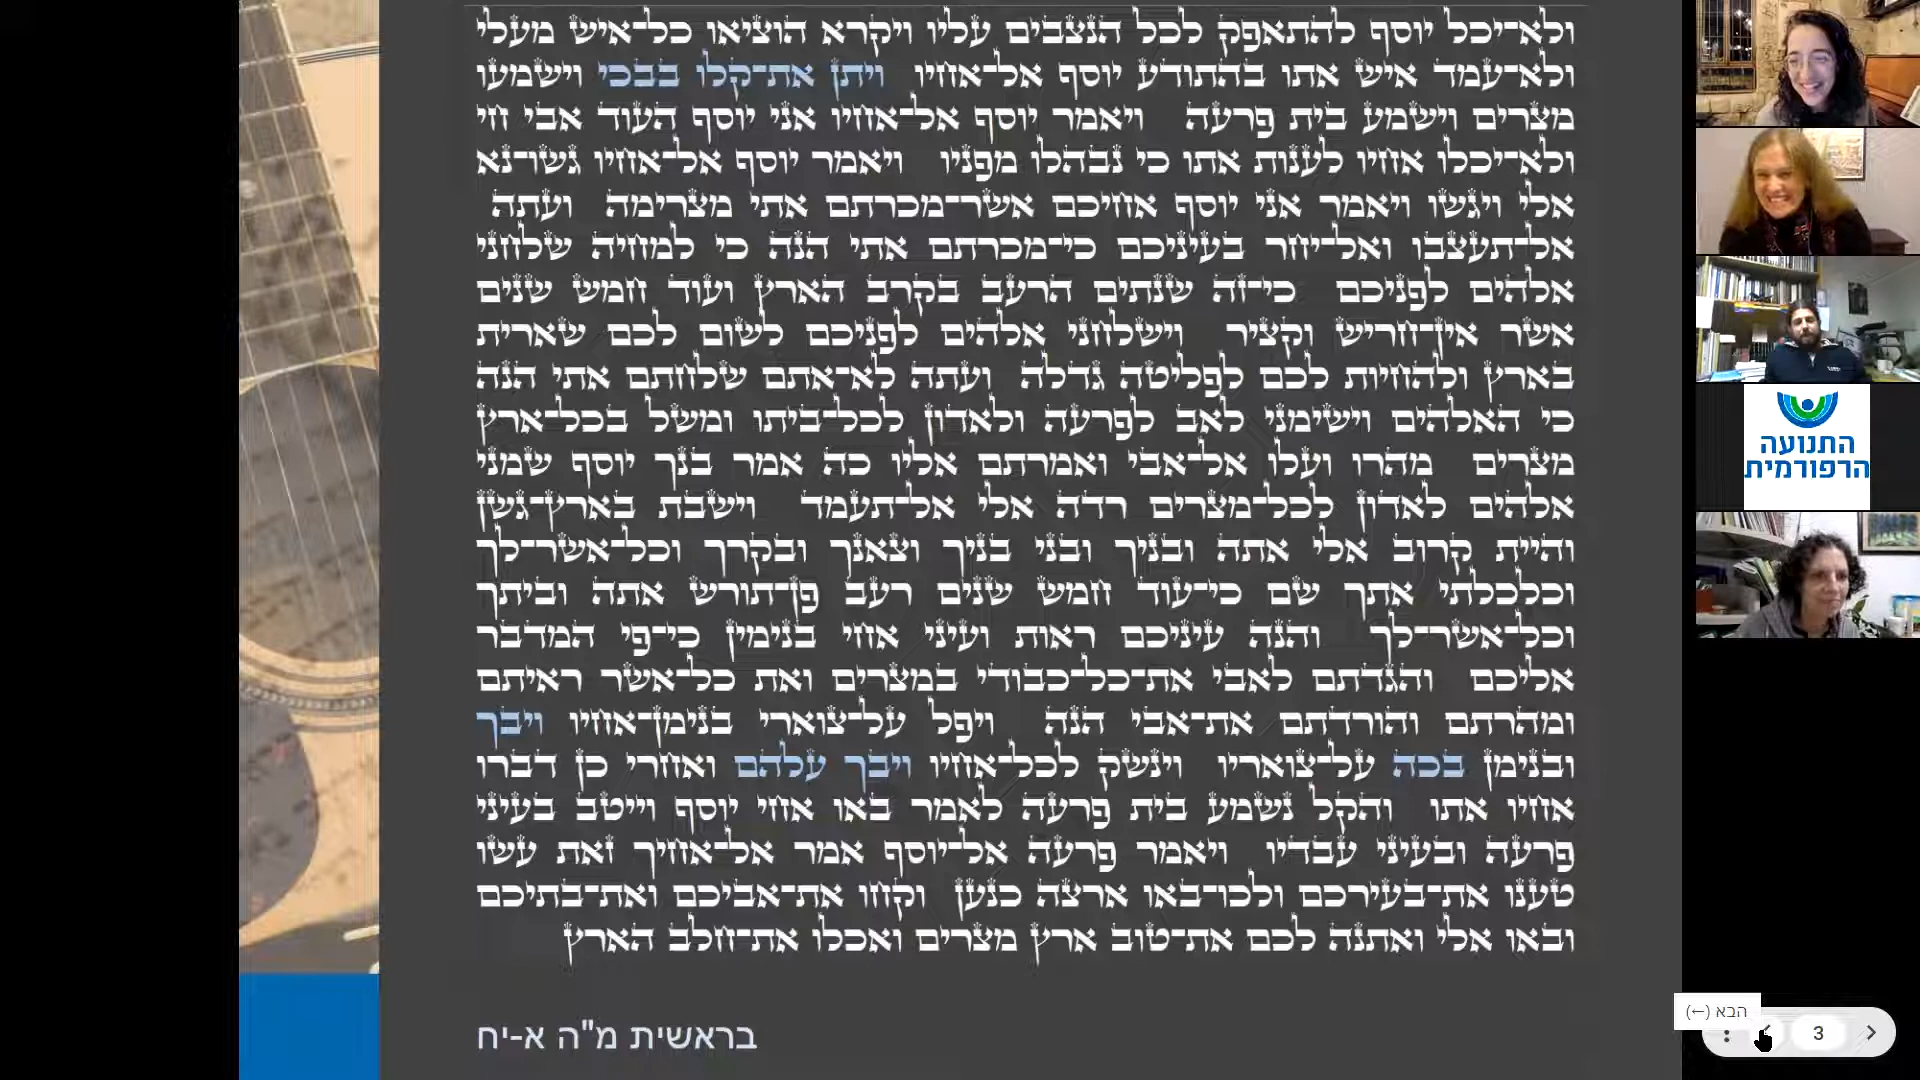 ולא־יכל יוסף להתאפק לכל הנצבים עליו ויקרא הוציאו כל־איש מעלי
ולא־עמד איש אתו בהתודע יוסף אל־אחיו ויתן את־קלו בבכי וישמעו
מצרים וישמע בית פרעה ויאמר יוסף אל־אחיו אני יוסף העוד אבי חי
ולא־יכלו אחיו לענות אתו כי נבהלו מפניו ויאמר יוסף אל־אחיו גשו־נא
אלי ויגשו ויאמר אני יוסף אחיכם אשר־מכרתם אתי מצרימה ועתה
אל־תעצבו ואל־יחר בעיניכם כי־מכרתם אתי הנה כי למחיה שלחני
אלהים לפניכם כי־זה שנתים הרעב בקרב הארץ ועוד חמש שנים
אשר אין־חריש וקציר וישלחני אלהים לפניכם לשום לכם שארית
בארץ ולהחיות לכם לפליטה גדלה ועתה לא־אתם שלחתם אתי הנה
כי האלהים וישימני לאב לפרעה ולאדון לכל־ביתו ומשל בכל־ארץ
מצרים מהרו ועלו אל־אבי ואמרתם אליו כה אמר בנך יוסף שמני
אלהים לאדון לכל־מצרים רדה אלי אל־תעמד וישבת בארץ־גשן
והיית קרוב אלי אתה ובניך ובני בניך וצאנך ובקרך וכל־אשר־לך
וכלכלתי אתך שם כי־עוד חמש שנים רעב פן־תורש אתה וביתך
וכל־אשר־לך והנה עיניכם ראות ועיני אחי בנימין כי־פי המדבר
אליכם והגדתם לאבי את־כל־כבודי במצרים ואת כל־אשר ראיתם
ומהרתם והורדתם את־אבי הנה ויפל על־צוארי בנימן־אחיו ויבך
ובנימן בכה על־צואריו וינשק לכל־אחיו ויבך עלהם ואחרי כן דברו
אחיו אתו והקל נשמע בית פרעה לאמר באו אחי יוסף וייטב בעיני
פרעה ובעיני עבדיו ויאמר פרעה אל־יוסף אמר אל־אחיך זאת עשו
טענו את־בעירכם ולכו־באו ארצה כנען וקחו את־אביכם ואת־בתיכם
ובאו אלי ואתנה לכם את־טוב ארץ מצרים ואכלו את־חלב הארץ
בראשית מ"ה א-יח
התנועה
הרפורמית
הבא (←)
3